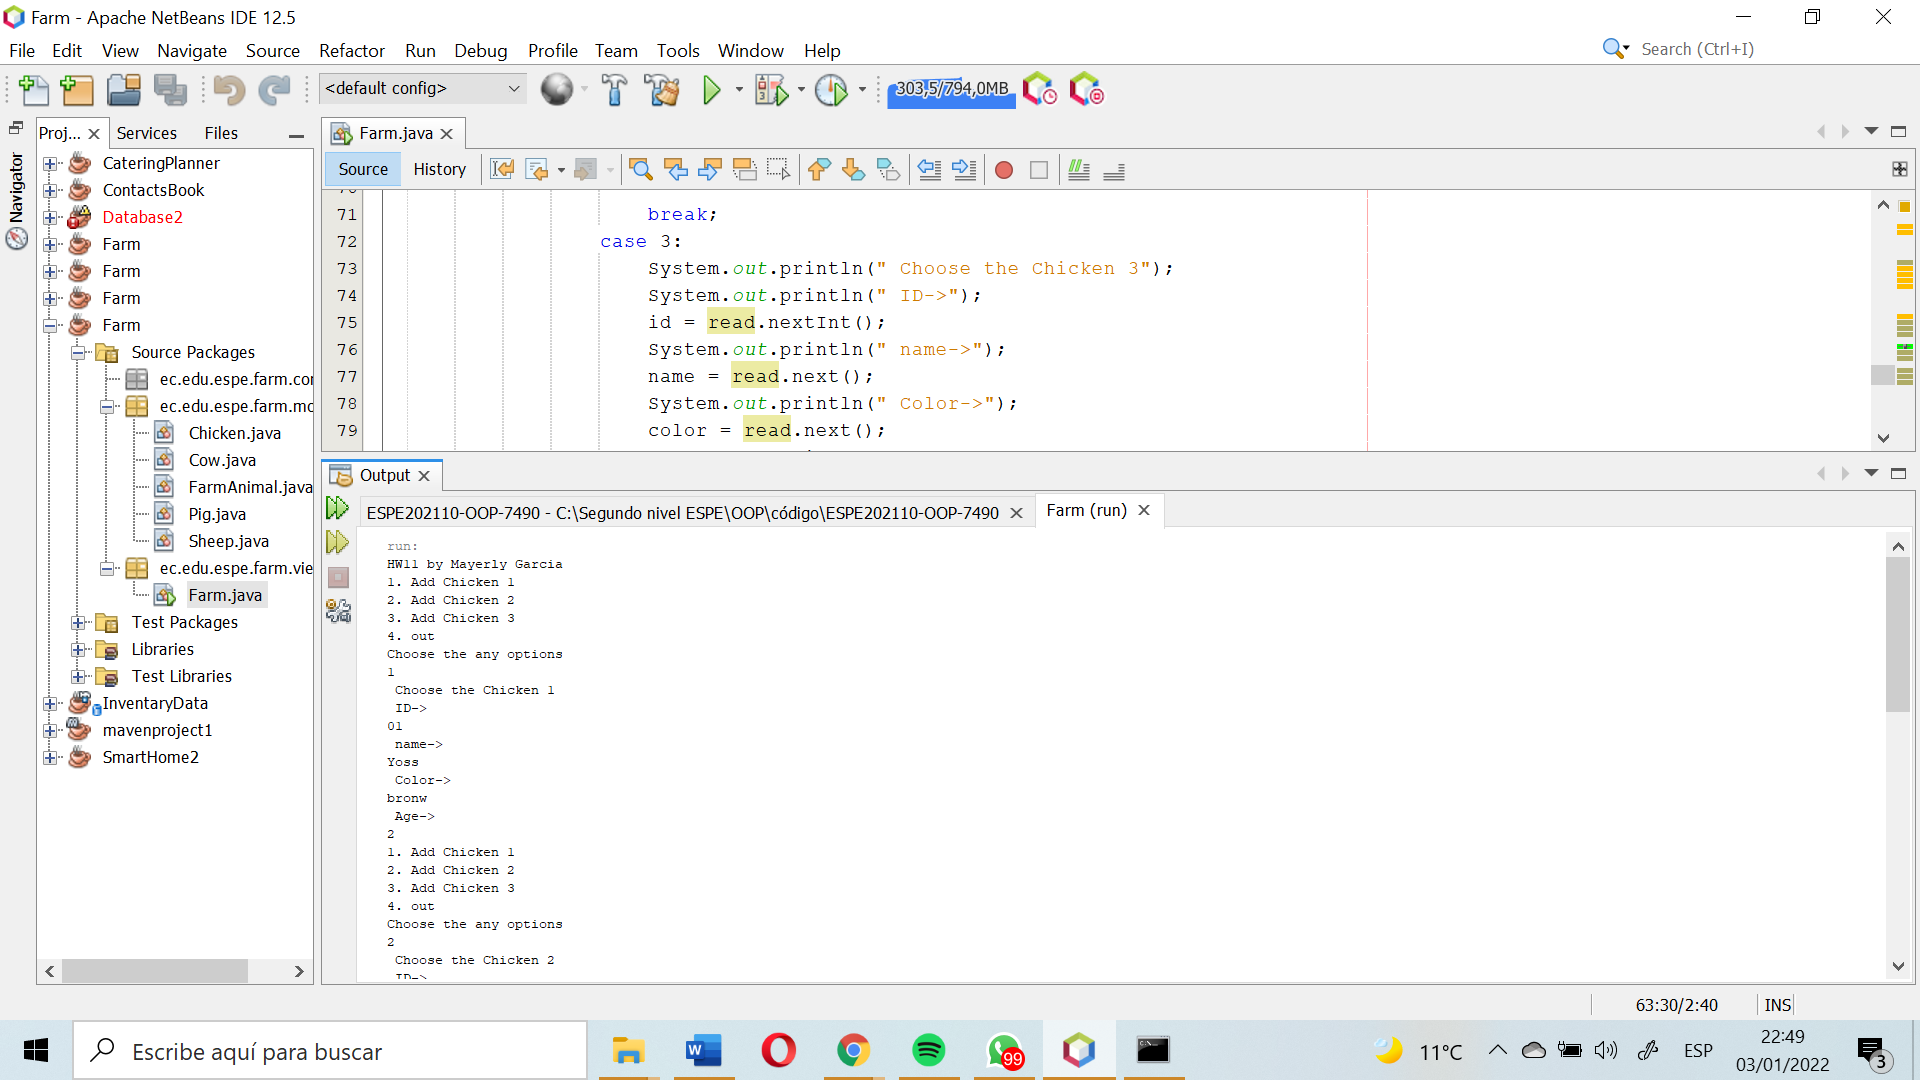 Farm - Apache NetBeans IDE 12.5
File Edit View Navigate Source Refactor Run Debug Profile Team Tools Window Help
Search (Ctrl+I)
<default config>
303,5/794,0MB
Proj... Services Files
Navigator
CateringPlanner
ContactsBook
Database2
Farm
Farm
Farm
Farm
Source Packages
ec.edu.espe.farm.cor
ec.edu.espe.farm.mc
Chicken.java
Cow.java
FarmAnimal.java
Pig.java
Sheep.java
ec.edu.espe.farm.vie
Farm.java
Test Packages
Libraries
Test Libraries
InventaryData
mavenproject1
SmartHome2
Farm.java
Source History
70
71 break;
72 case 3:
73 System.out.println(" Choose the Chicken 3");
74 System.out.println(" ID->");
75 id = read.nextInt();
76 System.out.println(" name->");
77 name = read.next();
78 System.out.println(" Color->");
79 color = read.next();
Output
ESPE202110-OOP-7490 - C:\Segundo nivel ESPE\OOP\código\ESPE202110-OOP-7490
Farm (run)
run:
HW11 by Mayerly Garcia
1. Add Chicken 1
2. Add Chicken 2
3. Add Chicken 3
4. out
Choose the any options
1
Choose the Chicken 1
ID->
01
name->
Yoss
Color->
bronw
Age->
2
1. Add Chicken 1
2. Add Chicken 2
3. Add Chicken 3
4. out
Choose the any options
2
Choose the Chicken 2
ID->
63:30/2:40
INS
Escribe aquí para buscar
99
11°C
ESP
22:49
03/01/2022
3